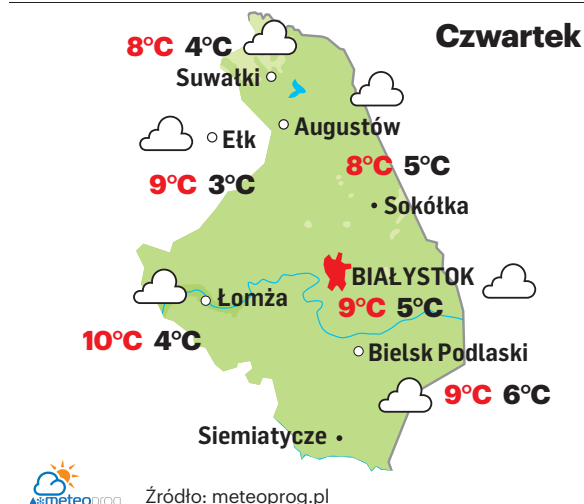 Czwartek
8°C 4°C
Suwałki
Augustów
Ełk
9°C 3°C
8°C 5°C
Sokółka
BIAŁYSTOK
9°C 5°C
Łomża
10°C 4°C
Bielsk Podlaski
9°C 6°C
Siemiatycze
meteoprog
Źródło: meteoprog.pl